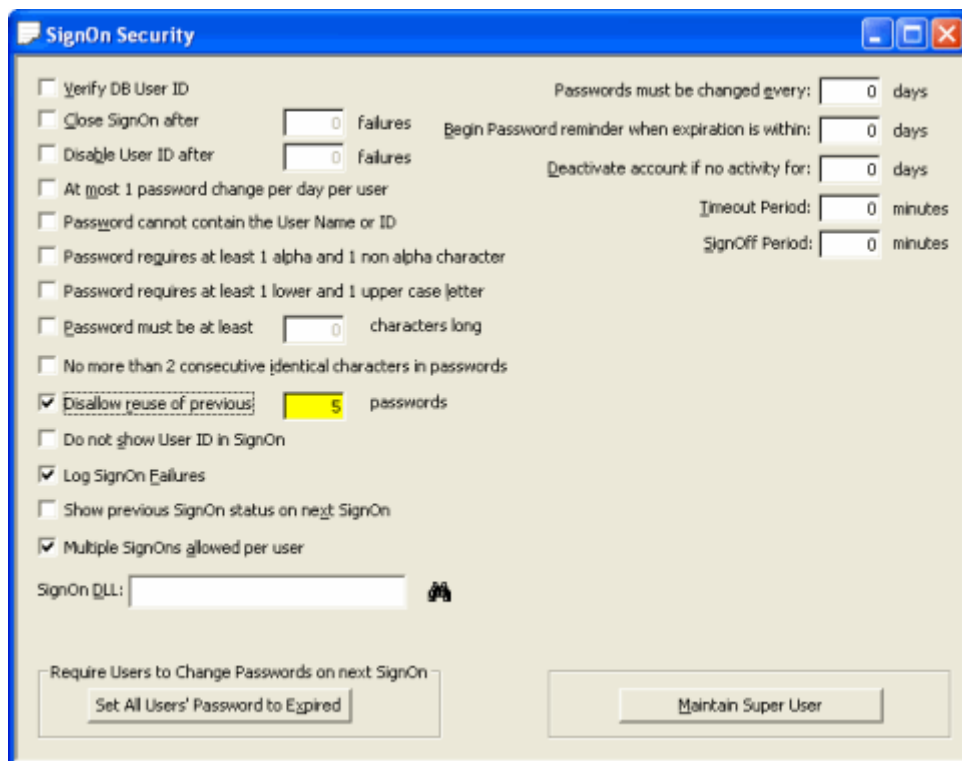 SignOn Security
Verify DB User ID
Close SignOn after 0 failures
Disable User ID after 0 failures
At most 1 password change per day per user
Password cannot contain the User Name or ID
Password requires at least 1 alpha and 1 non alpha character
Password requires at least 1 lower and 1 upper case letter
Password must be at least 0 characters long
No more than 2 consecutive identical characters in passwords
Disallow reuse of previous 5 passwords
Do not show User ID in SignOn
Log SignOn Failures
Show previous SignOn status on next SignOn
Multiple SignOns allowed per user
SignOn DLL:
Passwords must be changed every: 0 days
Begin Password reminder when expiration is within: 0 days
Deactivate account if no activity for: 0 days
Timeout Period: 0 minutes
SignOff Period: 0 minutes
Require Users to Change Passwords on next SignOn
Set All Users' Password to Expired
Maintain Super User